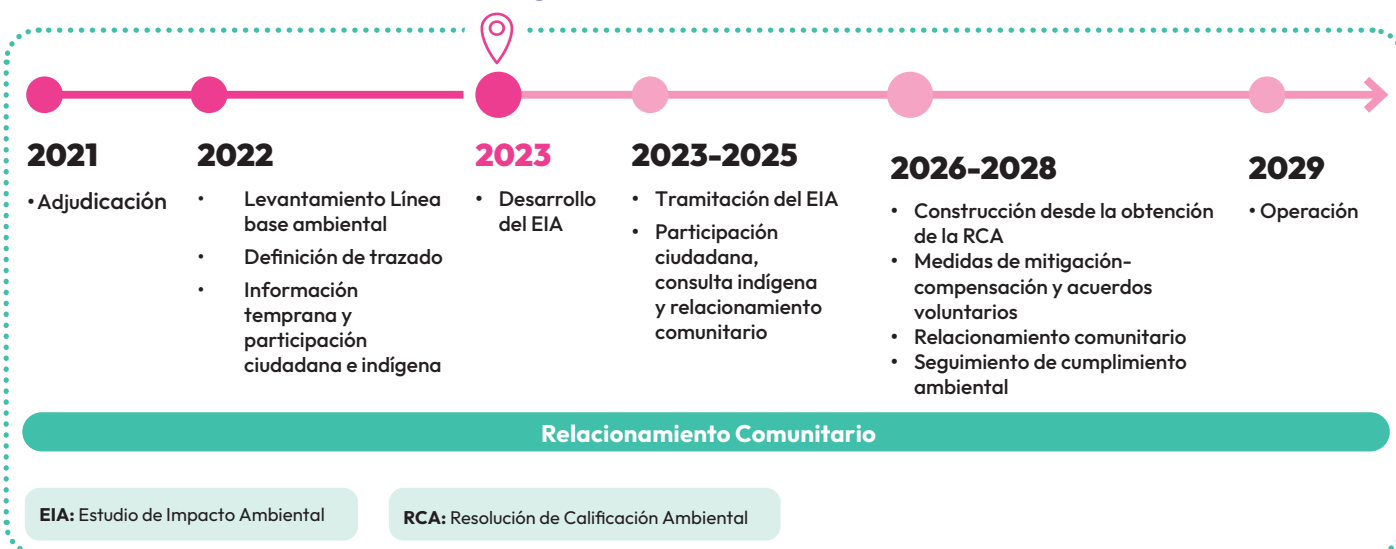 2021
• Adjudicación
2022
• Levantamiento Línea
base ambiental
• Definición de trazado
• Información
temprana y
participación
ciudadana e indígena
2023
• Desarrollo
del EIA
2023-2025
• Tramitación del EIA
• Participación
ciudadana,
consulta indígena
y relacionamiento
comunitario
2026-2028
• Construcción desde la obtención
de la RCA
• Medidas de mitigación-
compensación y acuerdos
voluntarios
• Relacionamiento comunitario
• Seguimiento de cumplimiento
ambiental
2029
• Operación
Relacionamiento Comunitario
EIA: Estudio de Impacto Ambiental
RCA: Resolución de Calificación Ambiental